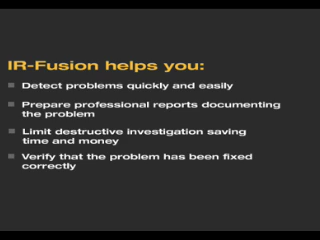 IR-Fusion helps you:
Detect problems quickly and easily
Prepare professional reports documenting
the problem
Limit destructive investigation saving
time and money
Verify that the problem has been fixed
correctly